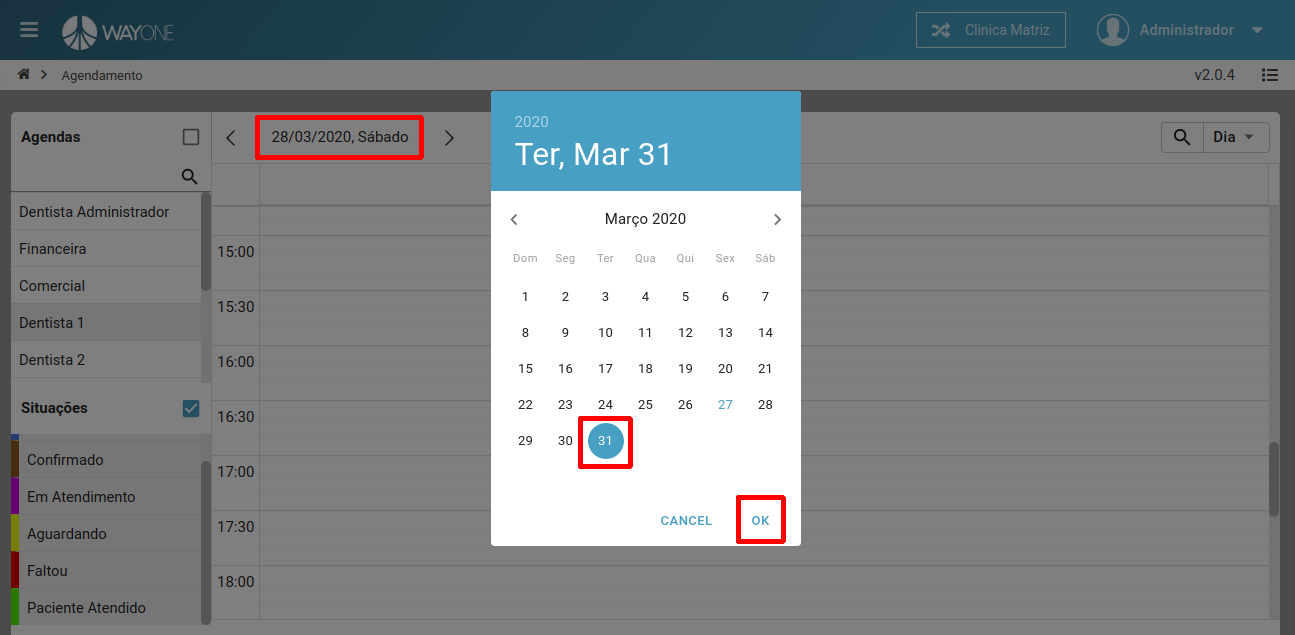 WAYONE
Clinica Matriz
Administrador
Agendamento
v2.0.4
Agendas
28/03/2020, Sábado
Dia
Dentista Administrador
Financeira
Comercial
Dentista 1
Dentista 2
Situações
Confirmado
Em Atendimento
Aguardando
Faltou
Paciente Atendido
15:00
15:30
16:00
16:30
17:00
17:30
18:00
2020
Ter, Mar 31
Março 2020
Dom Seg Ter Qua Qui Sex Sáb
1 2 3 4 5 6 7
8 9 10 11 12 13 14
15 16 17 18 19 20 21
22 23 24 25 26 27 28
29 30 31
CANCEL OK